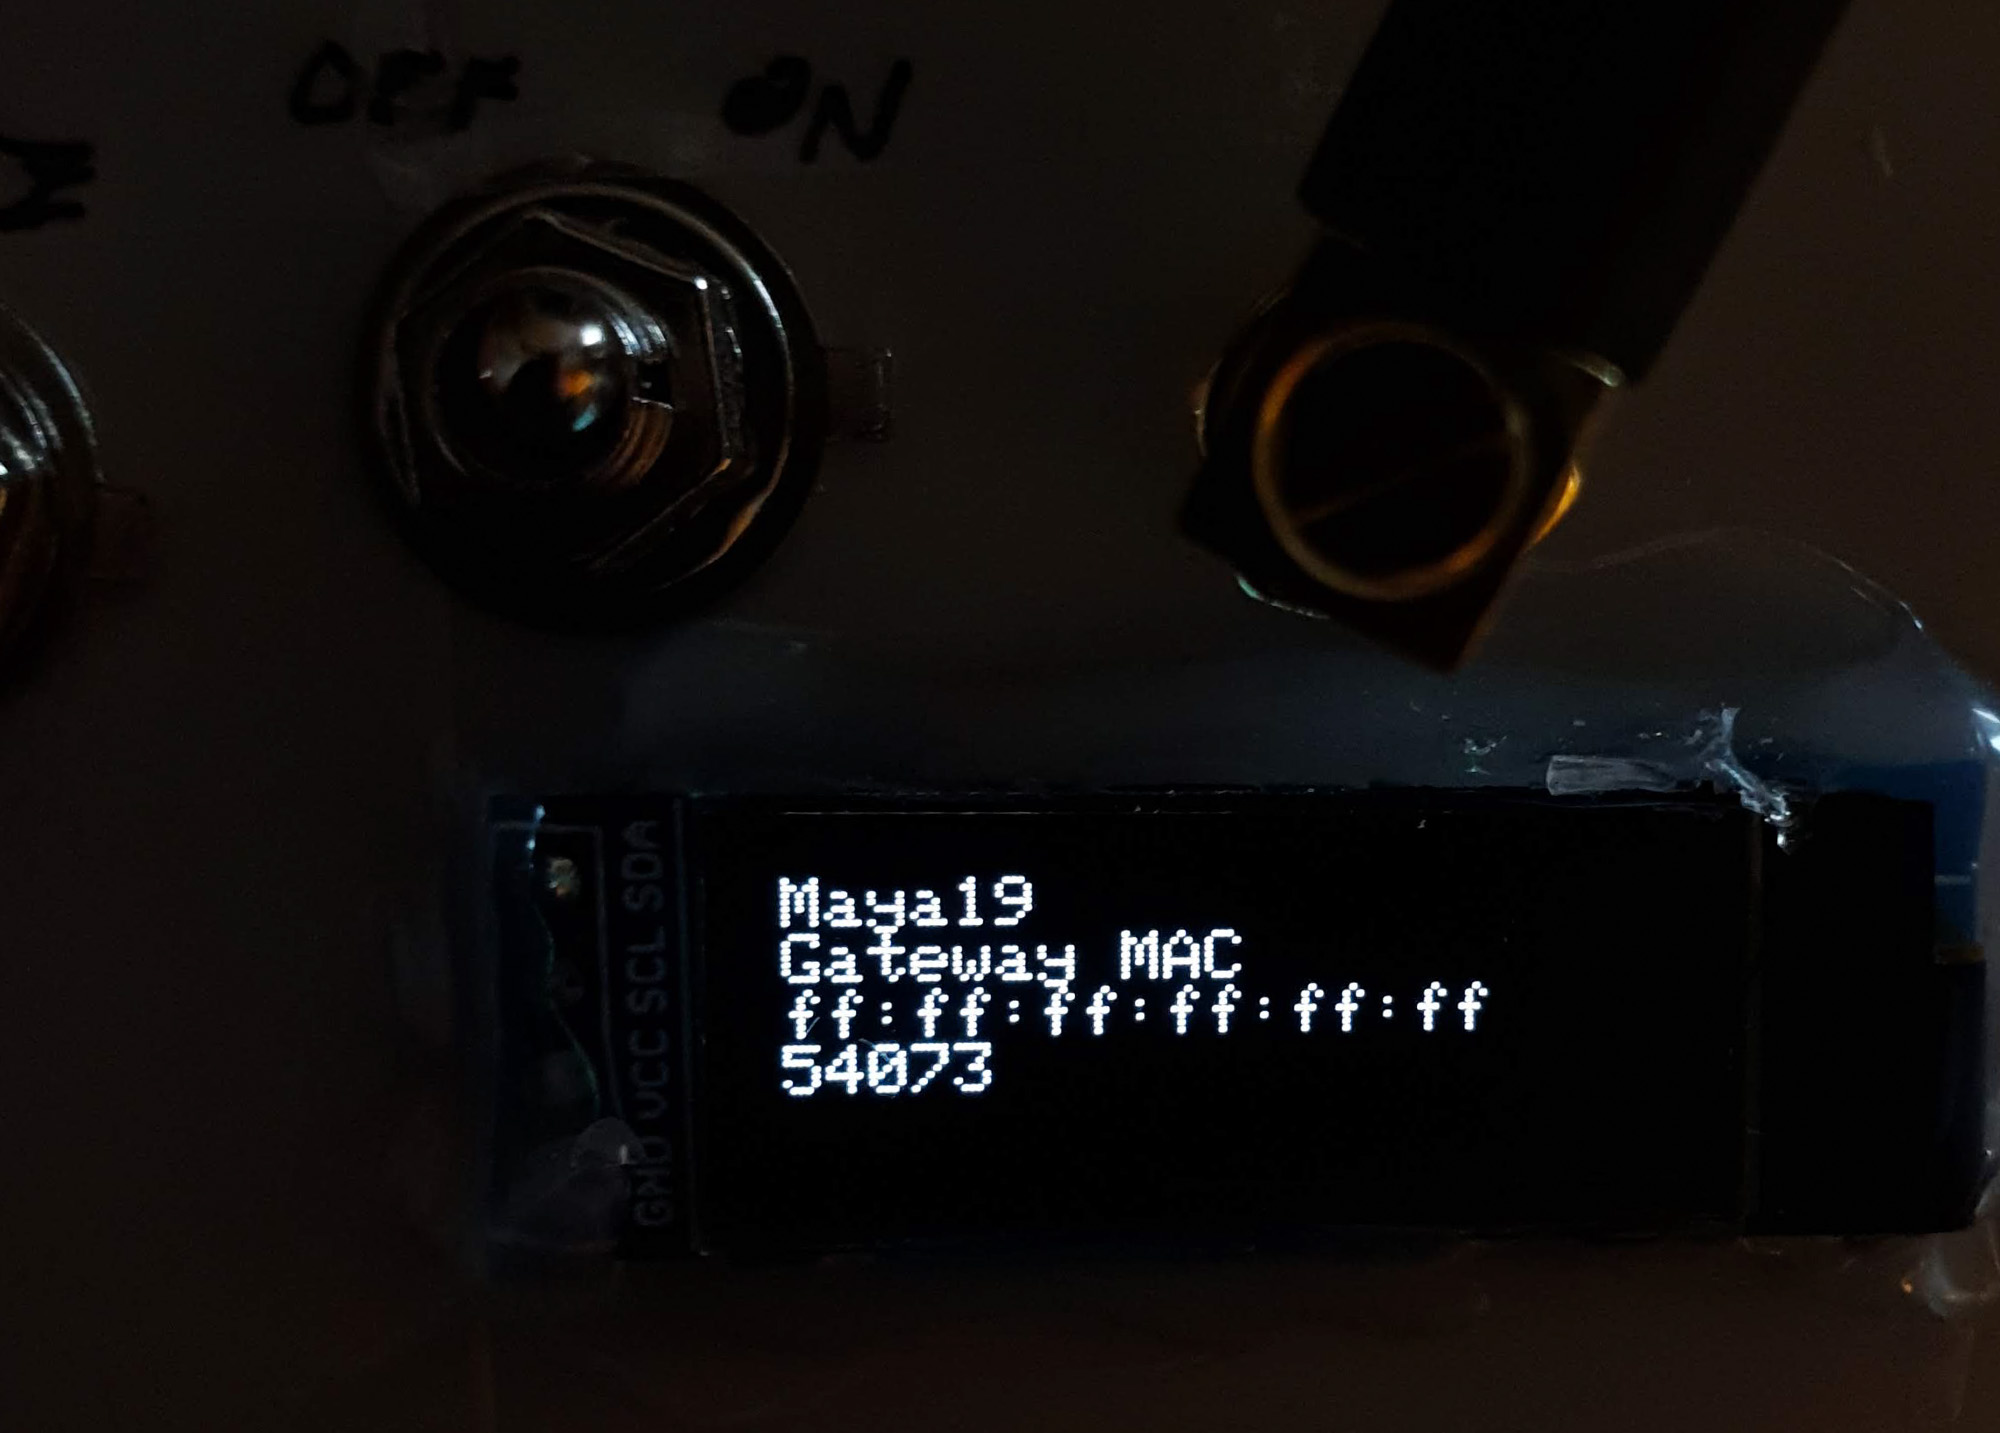 OFF ON
Maya19
Gateway MAC
ff:ff:ff:ff:ff:ff
54073
GND VCC SCL SDA